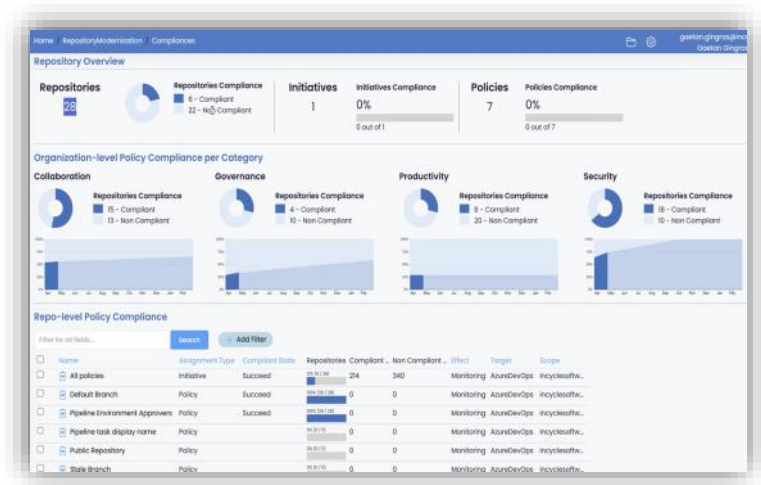 Home / RepositoryModernization / Compliances
gaetan.gingras@inc
Gaetan Gingra
Repository Overview
Repositories
28
Repositories Compliance
6 - Compliant
22 - Non Compliant
Initiatives
1
Initiatives Compliance
0%
0 out of 1
Policies
7
Policies Compliance
0%
0 out of 7
Organization-level Policy Compliance per Category
Collaboration
Repositories Compliance
15 - Compliant
13 - Non Compliant
Governance
Repositories Compliance
4 - Compliant
10 - Non Compliant
Productivity
Repositories Compliance
8 - Compliant
20 - Non Compliant
Security
Repositories Compliance
18 - Compliant
10 - Non Compliant
Repo-level Policy Compliance
Filter for all fields...
Search
+ Add Filter
Name Assignment Type Compliant State Repositories Compliant ... Non Compliant ... Effect Target Scope
All policies Initiative Succeed 214 340 Monitoring AzureDevOps incyclesoftw...
Default Branch Policy Succeed 0 0 Monitoring AzureDevOps incyclesoftw...
Pipeline Environment Approvers Policy Succeed 0 0 Monitoring AzureDevOps incyclesoftw...
Pipeline task display name Policy 0 0 Monitoring AzureDevOps incyclesoftw...
Public Repository Policy 0 0 Monitoring AzureDevOps incyclesoftw...
Stale Branch Policy 0 0 Monitoring AzureDevOps incyclesoftw...